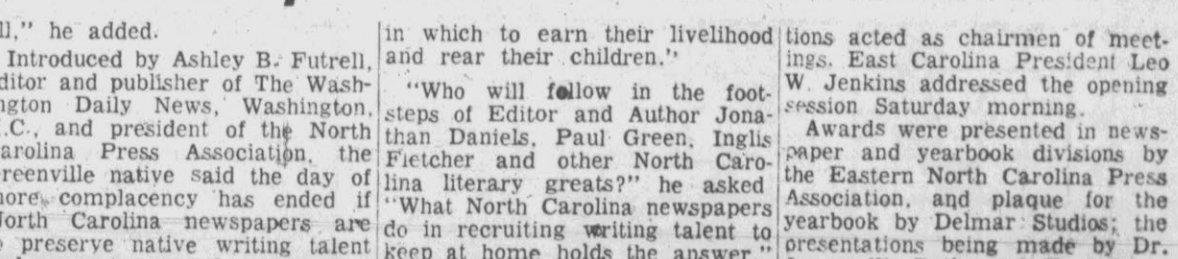 ll," he added.
Introduced by Ashley B. Futrell,
ditor and publisher of The Wash-
ngton Daily News, Washington,
.C., and president of the North
arolina Press Association, the
reenville native said the day of
nore complacency has ended if
North Carolina newspapers are
preserve native writing talent
in which to earn their livelihood
and rear their children."
"Who will follow in the foot-
steps of Editor and Author Jona-
than Daniels, Paul Green, Inglis
Fletcher and other North Caro-
lina literary greats?" he asked
"What North Carolina newspapers
do in recruiting writing talent to
keep at home holds the answer."
tions acted as chairmen of meet-
ings. East Carolina President Leo
W. Jenkins addressed the opening
session Saturday morning.
Awards were presented in news-
paper and yearbook divisions by
the Eastern North Carolina Press
Association, and plaque for the
yearbook by Delmar Studios; the
presentations being made by Dr.